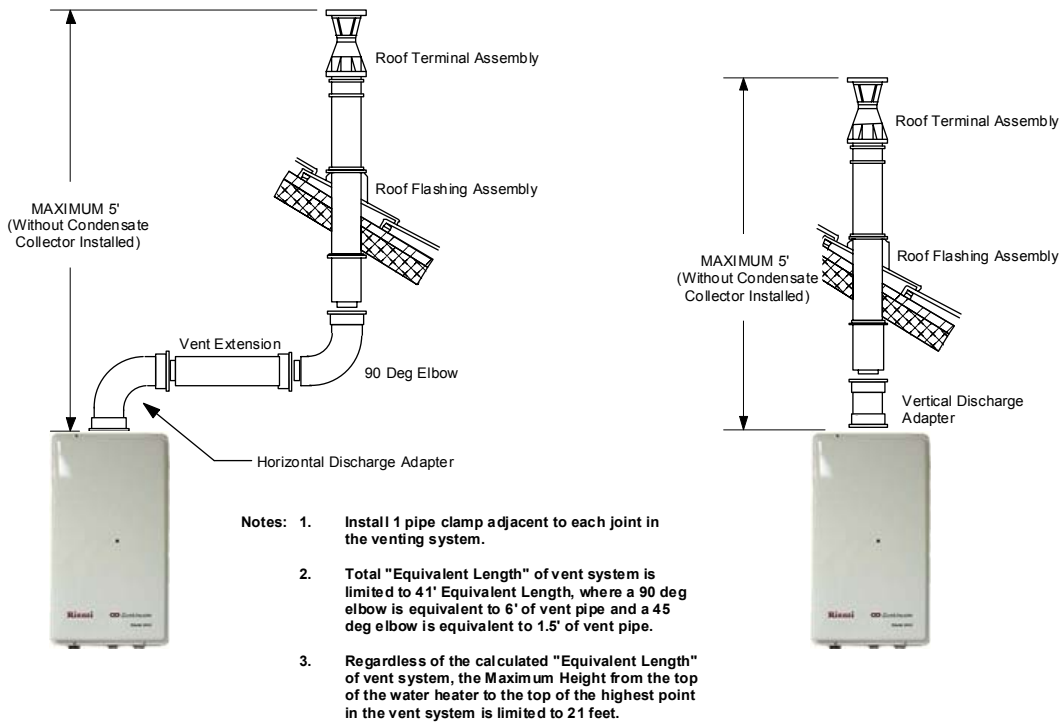 Roof Terminal Assembly
Roof Flashing Assembly
MAXIMUM 5'
(Without Condensate
Collector Installed)
Vent Extension
90 Deg Elbow
Horizontal Discharge Adapter
Rinnai
Roof Terminal Assembly
Roof Flashing Assembly
MAXIMUM 5'
(Without Condensate
Collector Installed)
Vertical Discharge
Adapter
Rinnai
Notes: 1. Install 1 pipe clamp adjacent to each joint in
the venting system.
2. Total "Equivalent Length" of vent system is
limited to 41' Equivalent Length, where a 90 deg
elbow is equivalent to 6' of vent pipe and a 45
deg elbow is equivalent to 1.5' of vent pipe.
3. Regardless of the calculated "Equivalent Length"
of vent system, the Maximum Height from the top
of the water heater to the top of the highest point
in the vent system is limited to 21 feet.